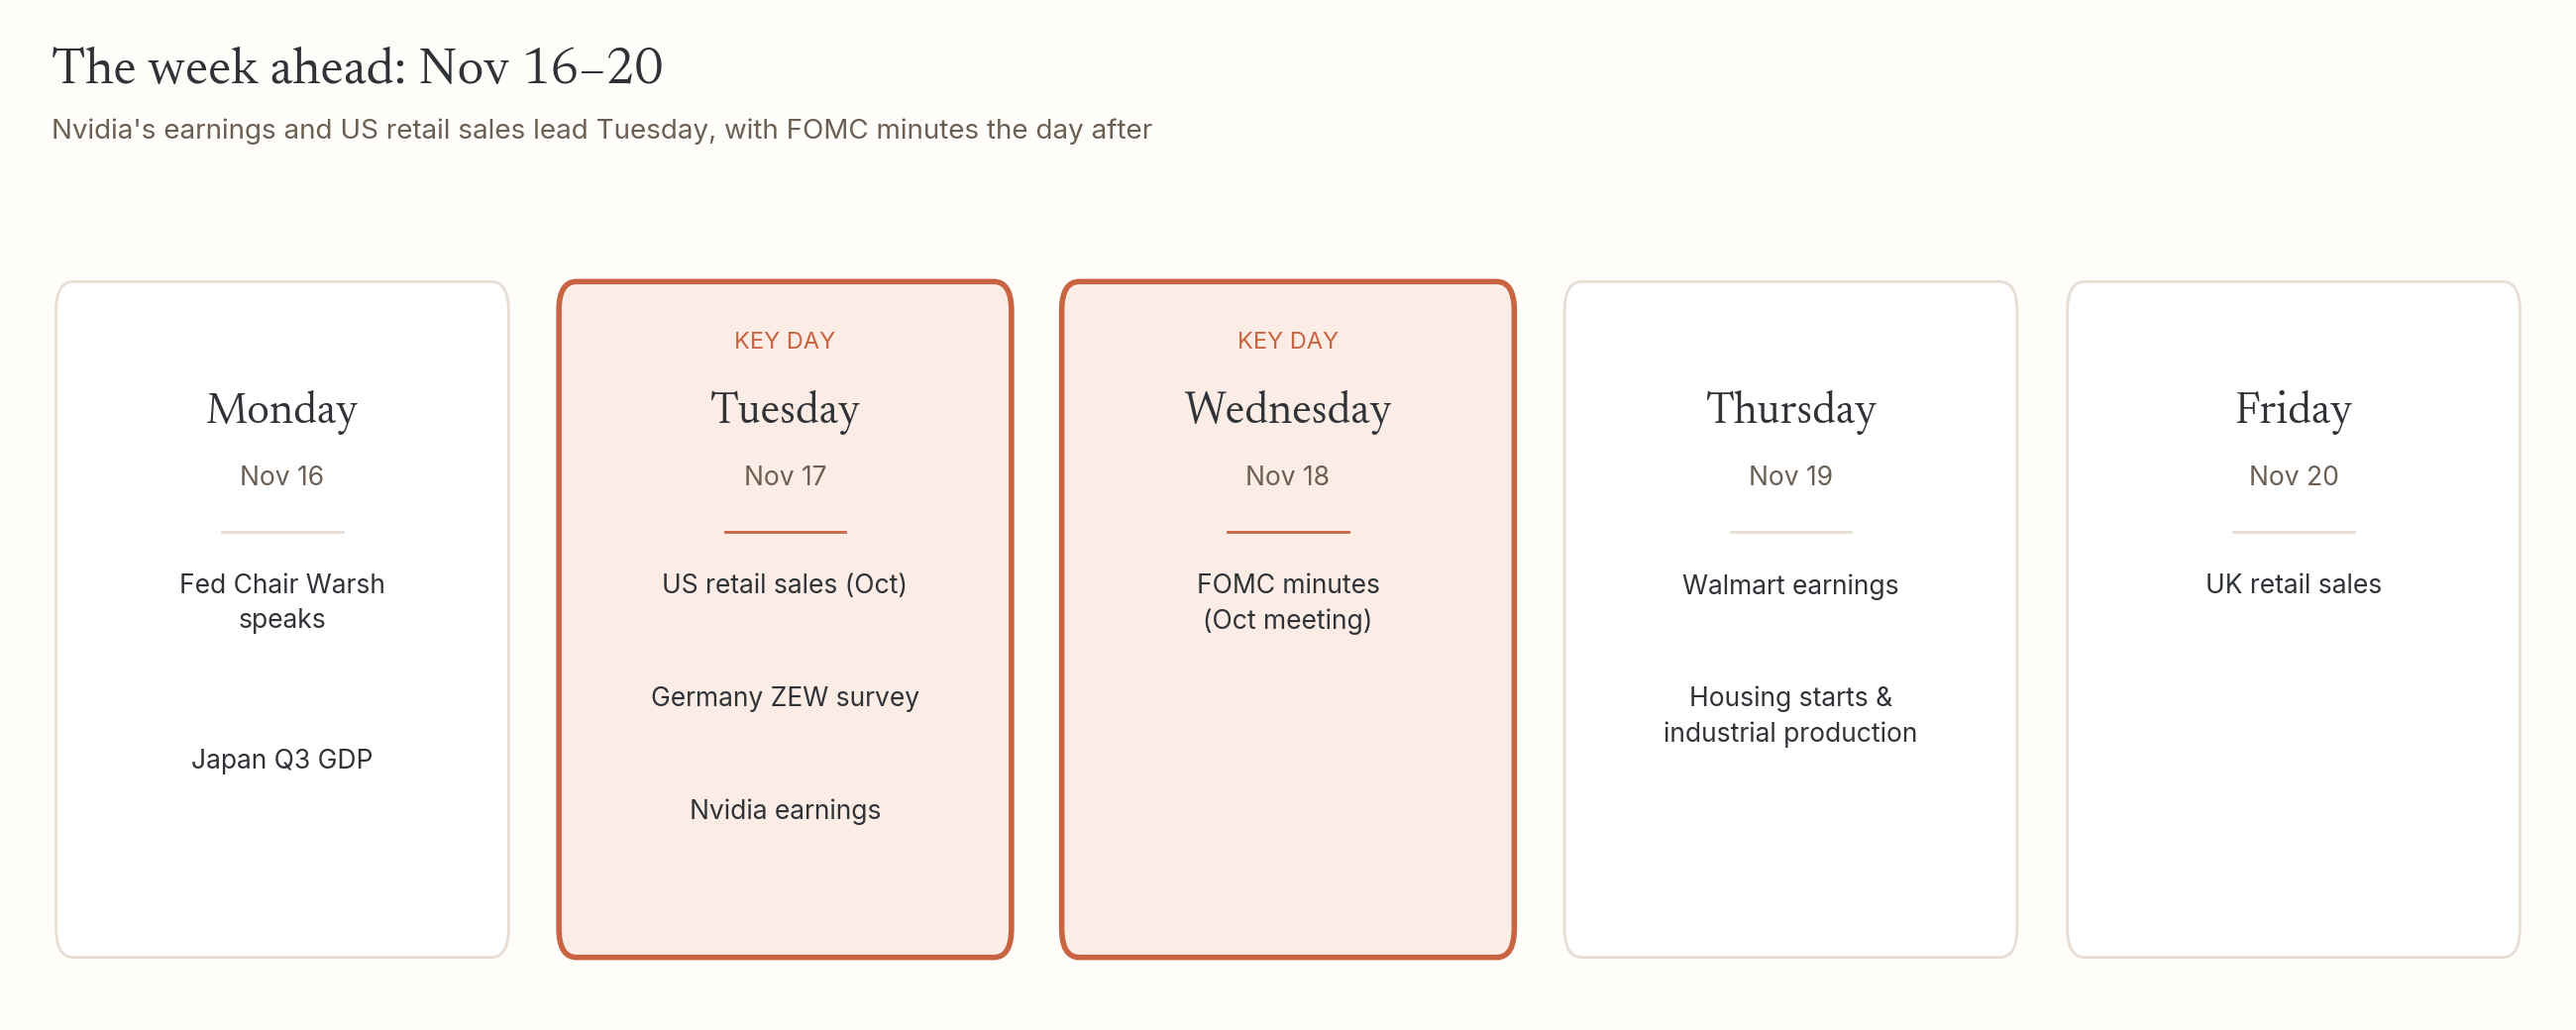 The week ahead: Nov 16–20
Nvidia's earnings and US retail sales lead Tuesday, with FOMC minutes the day after
Monday
Nov 16
Fed Chair Warsh
speaks
Japan Q3 GDP
KEY DAY
Tuesday
Nov 17
US retail sales (Oct)
Germany ZEW survey
Nvidia earnings
KEY DAY
Wednesday
Nov 18
FOMC minutes
(Oct meeting)
Thursday
Nov 19
Walmart earnings
Housing starts &
industrial production
Friday
Nov 20
UK retail sales